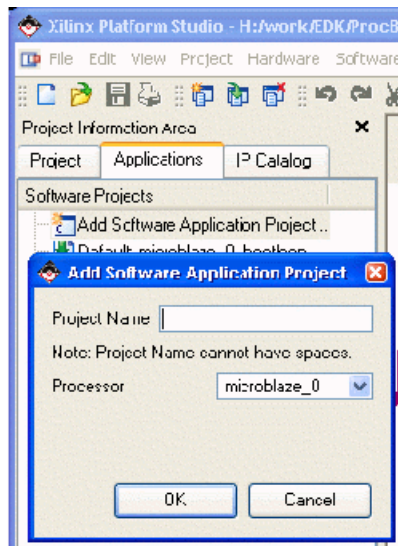 Xilinx Platform Studio - H:/work/EDK/ProcB
File Edit View Project Hardware Software
Project Information Area
Project Applications IP Catalog
Software Projects
Add Software Application Project..
Default: microblaze_0_bootloop
Add Software Application Project
Project Name
Note: Project Name cannot have spaces.
Processor microblaze_0
OK Cancel